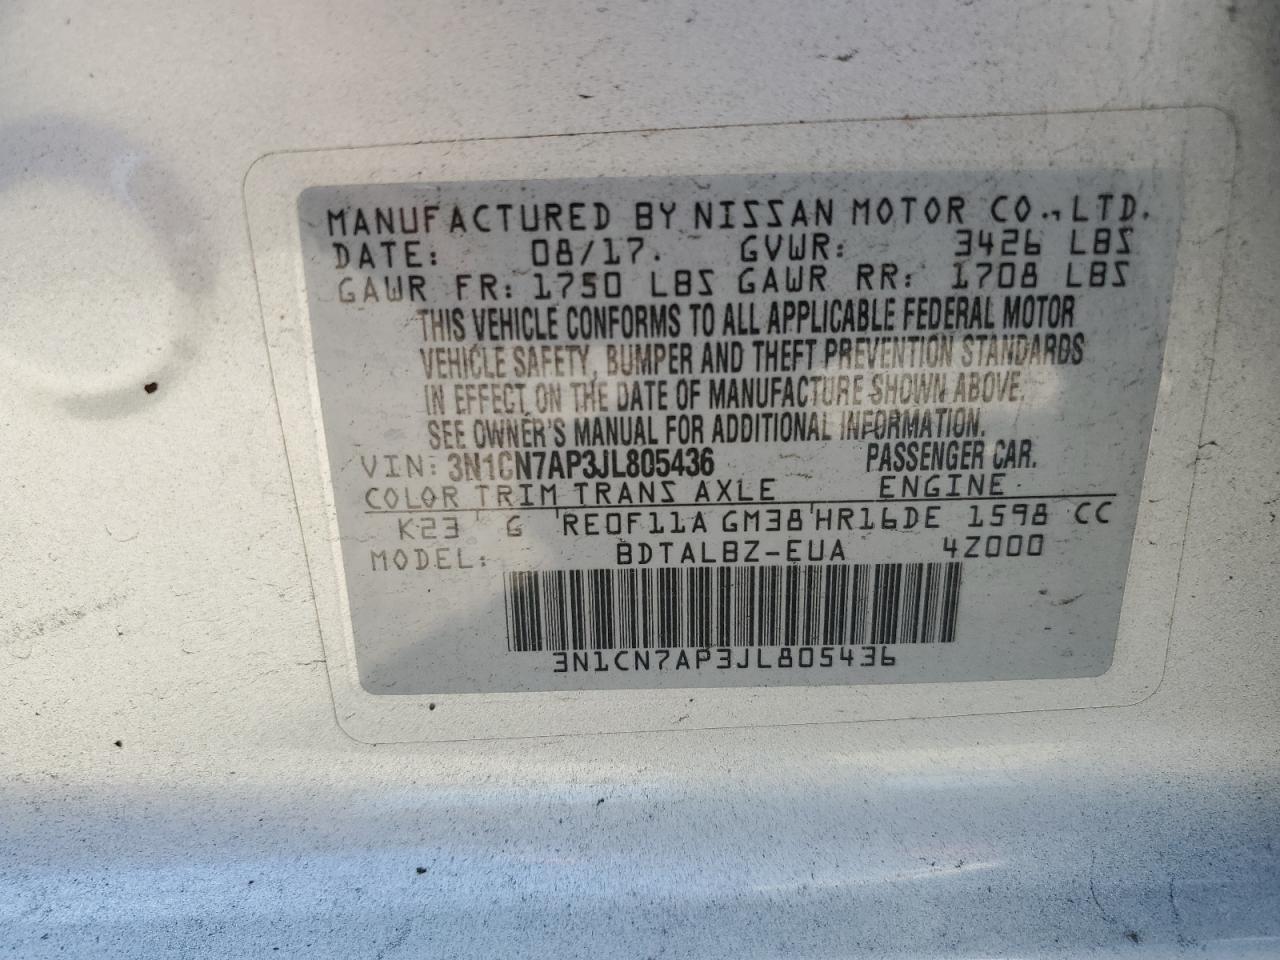 MANUFACTURED BY NISSAN MOTOR CO., LTD.
DATE: 08/17. GVWR: 3426 LBS
GAWR FR: 1750 LBS GAWR RR: 1708 LBS
THIS VEHICLE CONFORMS TO ALL APPLICABLE FEDERAL MOTOR
VEHICLE SAFETY, BUMPER AND THEFT PREVENTION STANDARDS
IN EFFECT ON THE DATE OF MANUFACTURE SHOWN ABOVE.
SEE OWNER'S MANUAL FOR ADDITIONAL INFORMATION.
VIN: 3N1CN7AP3JL805436 PASSENGER CAR.
COLOR TRIM TRANS AXLE ENGINE
K23 G RE0F11A GM38 HR16DE 1598 CC
MODEL: BDTALBZ-EUA 4Z000
3N1CN7AP3JL805436